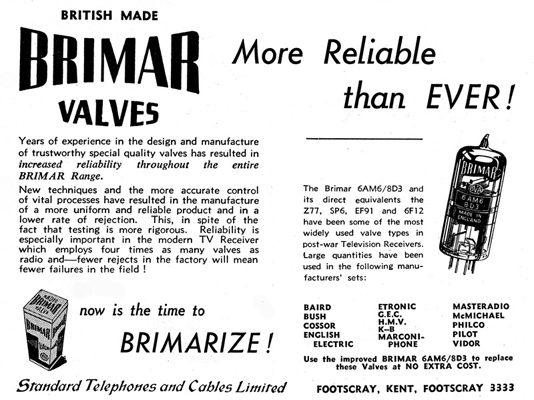 BRITISH MADE
BRIMAR
VALVES
More Reliable
than EVER!
Years of experience in the design and manufacture
of trustworthy special quality valves has resulted in
increased reliability throughout the entire
BRIMAR Range.
New techniques and the more accurate control
of vital processes have resulted in the manufacture
of a more uniform and reliable product and in a
lower rate of rejection. This, in spite of the
fact that testing is more rigorous. Reliability is
especially important in the modern TV Receiver
which employs four times as many valves as
radio and—fewer rejects in the factory will mean
fewer failures in the field !
The Brimar 6AM6/8D3 and
its direct equivalents the
Z77, SP6, EF91 and 6F12
have been some of the most
widely used valve types in
post-war Television Receivers.
Large quantities have been
used in the following manu-
facturers' sets:
BRIMAR
6AM6
8D3
MADE IN
ENGLAND
BAIRD
BUSH
COSSOR
ENGLISH
ELECTRIC
ETRONIC
G.E.C.
H.M.V.
K—B
MARCONI-
PHONE
MASTERADIO
McMICHAEL
PHILCO
PILOT
VIDOR
Use the improved BRIMAR 6AM6/8D3 to replace
these Valves at NO EXTRA COST.
BRIMAR
now is the time to
BRIMARIZE!
Standard Telephones and Cables Limited
FOOTSCRAY, KENT, FOOTSCRAY 3333